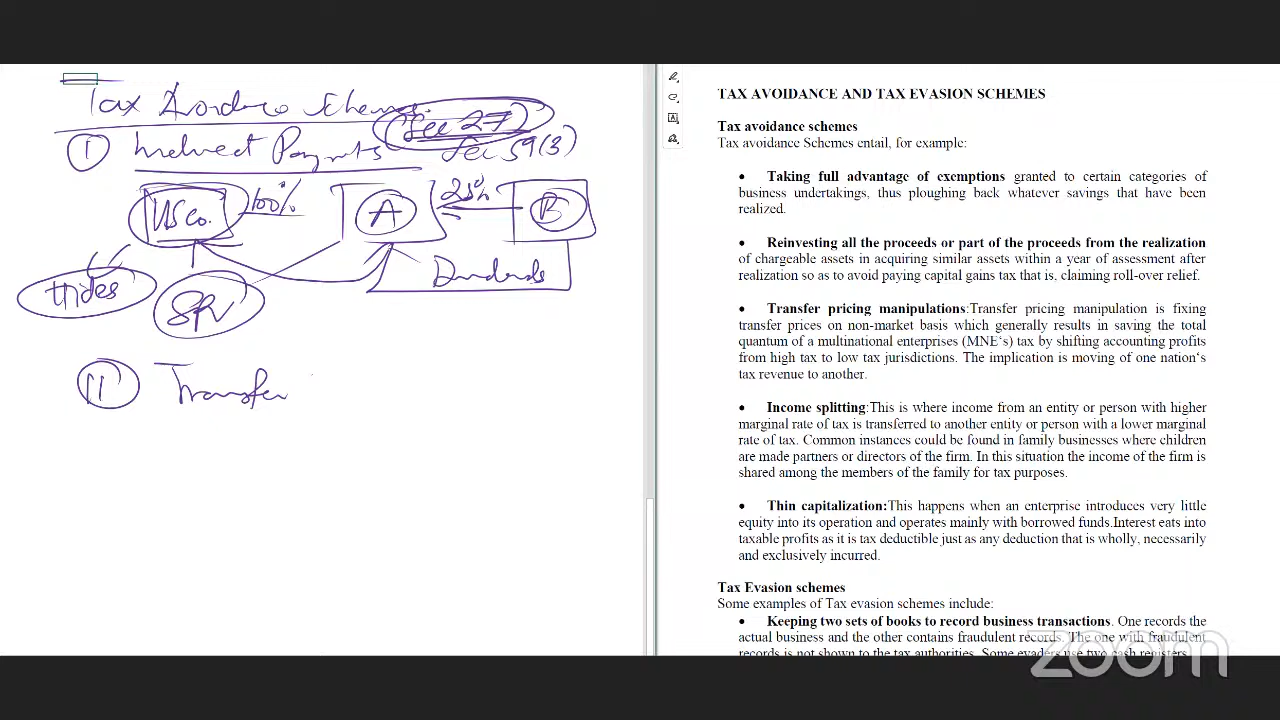 Tax Avoidance Schemes.
(Sec 27)
I Indirect Payments Sec 59(3)
US Co. 100% A 25% B
Dividends
Hides SPV
II Transfer
TAX AVOIDANCE AND TAX EVASION SCHEMES
Tax avoidance schemes
Tax avoidance Schemes entail, for example:
• Taking full advantage of exemptions granted to certain categories of
business undertakings, thus ploughing back whatever savings that have been
realized.
• Reinvesting all the proceeds or part of the proceeds from the realization
of chargeable assets in acquiring similar assets within a year of assessment after
realization so as to avoid paying capital gains tax that is, claiming roll-over relief.
• Transfer pricing manipulations:Transfer pricing manipulation is fixing
transfer prices on non-market basis which generally results in saving the total
quantum of a multinational enterprises (MNE‘s) tax by shifting accounting profits
from high tax to low tax jurisdictions. The implication is moving of one nation‘s
tax revenue to another.
• Income splitting:This is where income from an entity or person with higher
marginal rate of tax is transferred to another entity or person with a lower marginal
rate of tax. Common instances could be found in family businesses where children
are made partners or directors of the firm. In this situation the income of the firm is
shared among the members of the family for tax purposes.
• Thin capitalization:This happens when an enterprise introduces very little
equity into its operation and operates mainly with borrowed funds.Interest eats into
taxable profits as it is tax deductible just as any deduction that is wholly, necessarily
and exclusively incurred.
Tax Evasion schemes
Some examples of Tax evasion schemes include:
• Keeping two sets of books to record business transactions. One records the
actual business and the other contains fraudulent records. The one with fraudulent
records is not shown to the tax authorities. Some evaders use two cash registers
zoom